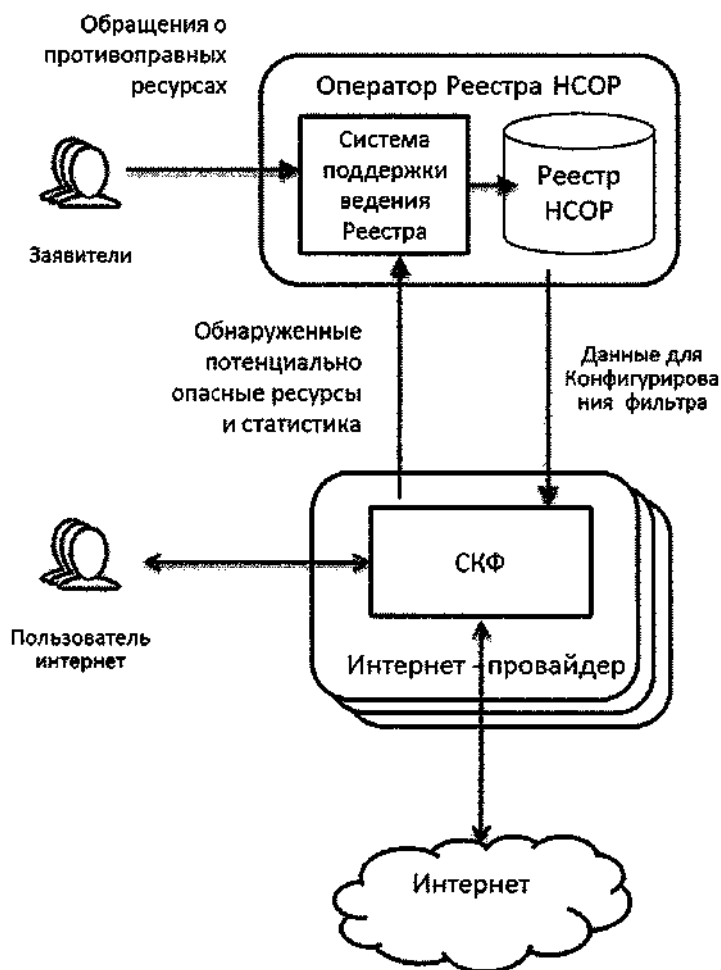 Обращения о
противоправных
ресурсах
Оператор Реестра НСОР
Система
поддержки
ведения
Реестра
Реестр
НСОР
Заявители
Обнаруженные
потенциально
опасные ресурсы
и статистика
Данные для
Конфигурирова
ния фильтра
СКФ
Пользователь
интернет
Интернет - провайдер
Интернет